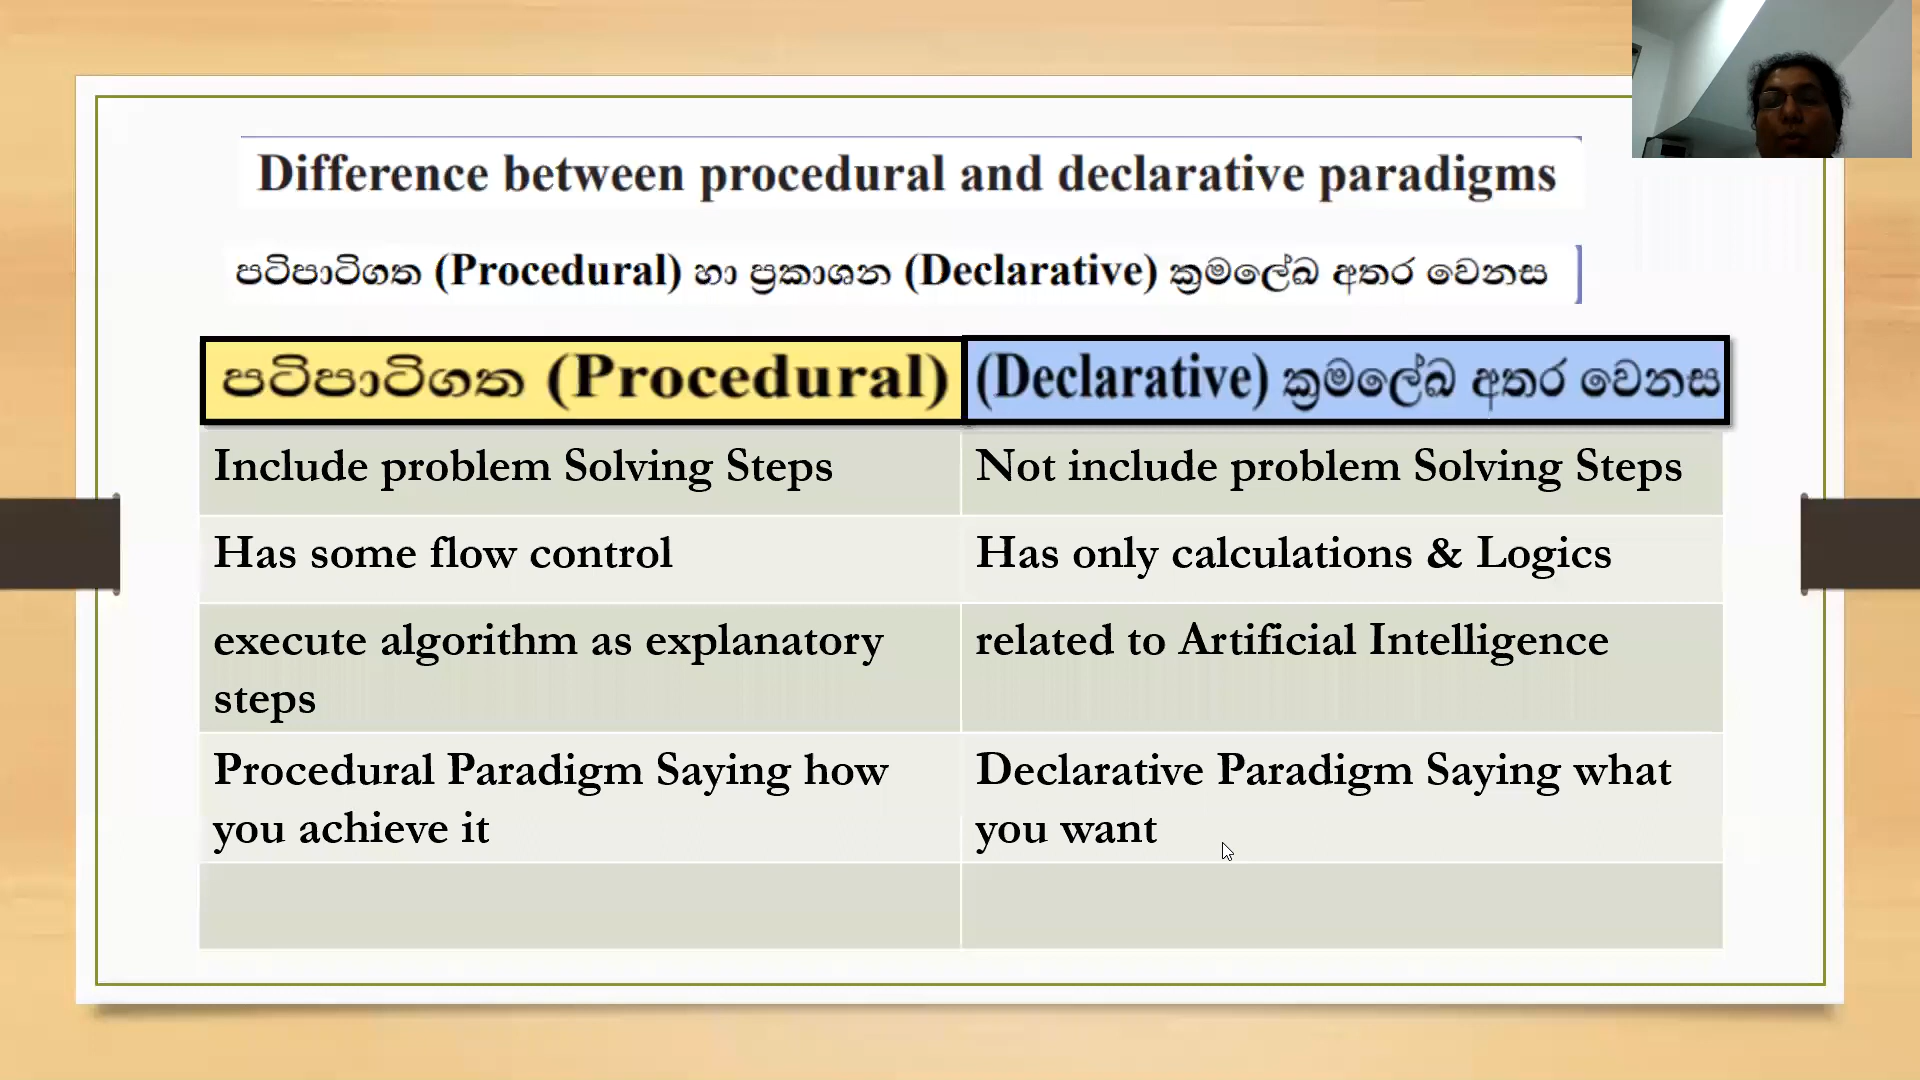 Difference between procedural and declarative paradigms
පටිපාටිගත (Procedural) හා ප්‍රකාශන (Declarative) ක්‍රමලේඛ අතර වෙනස
පටිපාටිගත (Procedural)
(Declarative) ක්‍රමලේඛ අතර වෙනස
Include problem Solving Steps
Not include problem Solving Steps
Has some flow control
Has only calculations & Logics
execute algorithm as explanatory
steps
related to Artificial Intelligence
Procedural Paradigm Saying how
you achieve it
Declarative Paradigm Saying what
you want